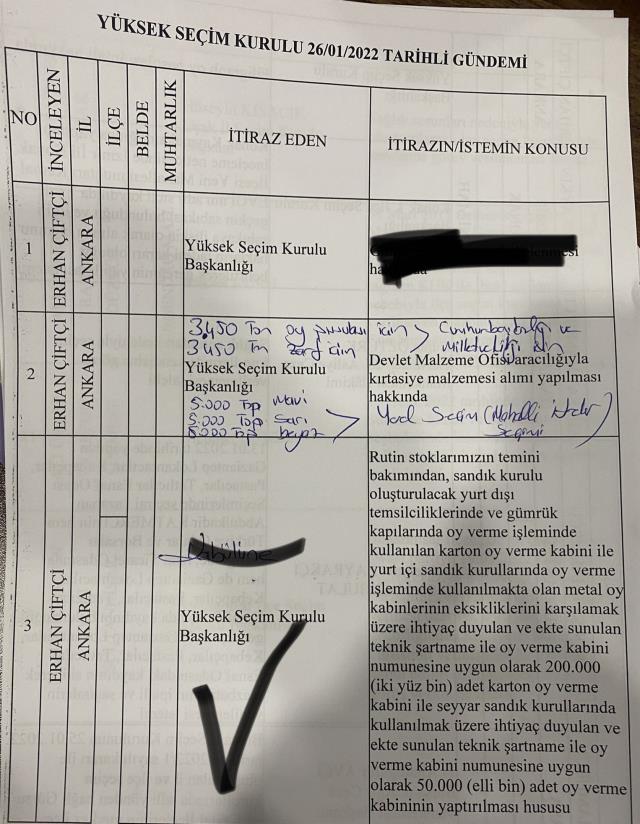 YÜKSEK SEÇİM KURULU 26/01/2022 TARİHLİ GÜNDEMİ
NO
İNCELEYEN
İL
İLÇE
BELDE
MUHTARLIK
İTİRAZ EDEN
İTİRAZIN/İSTEMİN KONUSU
1
ERHAN ÇİFTÇİ
ANKARA
Yüksek Seçim Kurulu
Başkanlığı
2
ERHAN ÇİFTÇİ
ANKARA
3,450 Ton oy pusulası için
3,450 Tn zarf için
Cumhurbaşkanlığı ve
Milletvekilliği için
Yüksek Seçim Kurulu
Başkanlığı
5.000 Top Mavi
5.000 Top sarı
5.000 Top beyaz
Devlet Malzeme Ofisi aracılığıyla
kırtasiye malzemesi alımı yapılması
hakkında
Yerel Seçim (Mahalli İdareler
Seçimi)
3
ERHAN ÇİFTÇİ
ANKARA
Kabulüne
Yüksek Seçim Kurulu
Başkanlığı
Rutin stoklarımızın temini
bakımından, sandık kurulu
oluşturulacak yurt dışı
temsilciliklerinde ve gümrük
kapılarında oy verme işleminde
kullanılan karton oy verme kabini ile
yurt içi sandık kurullarında oy verme
işleminde kullanılmakta olan metal oy
kabinlerinin eksikliklerini karşılamak
üzere ihtiyaç duyulan ve ekte sunulan
teknik şartname ile oy verme kabini
numunesine uygun olarak 200.000
(iki yüz bin) adet karton oy verme
kabini ile seyyar sandık kurullarında
kullanılmak üzere ihtiyaç duyulan ve
ekte sunulan teknik şartname ile oy
verme kabini numunesine uygun
olarak 50.000 (elli bin) adet oy verme
kabininin yaptırılması hususu